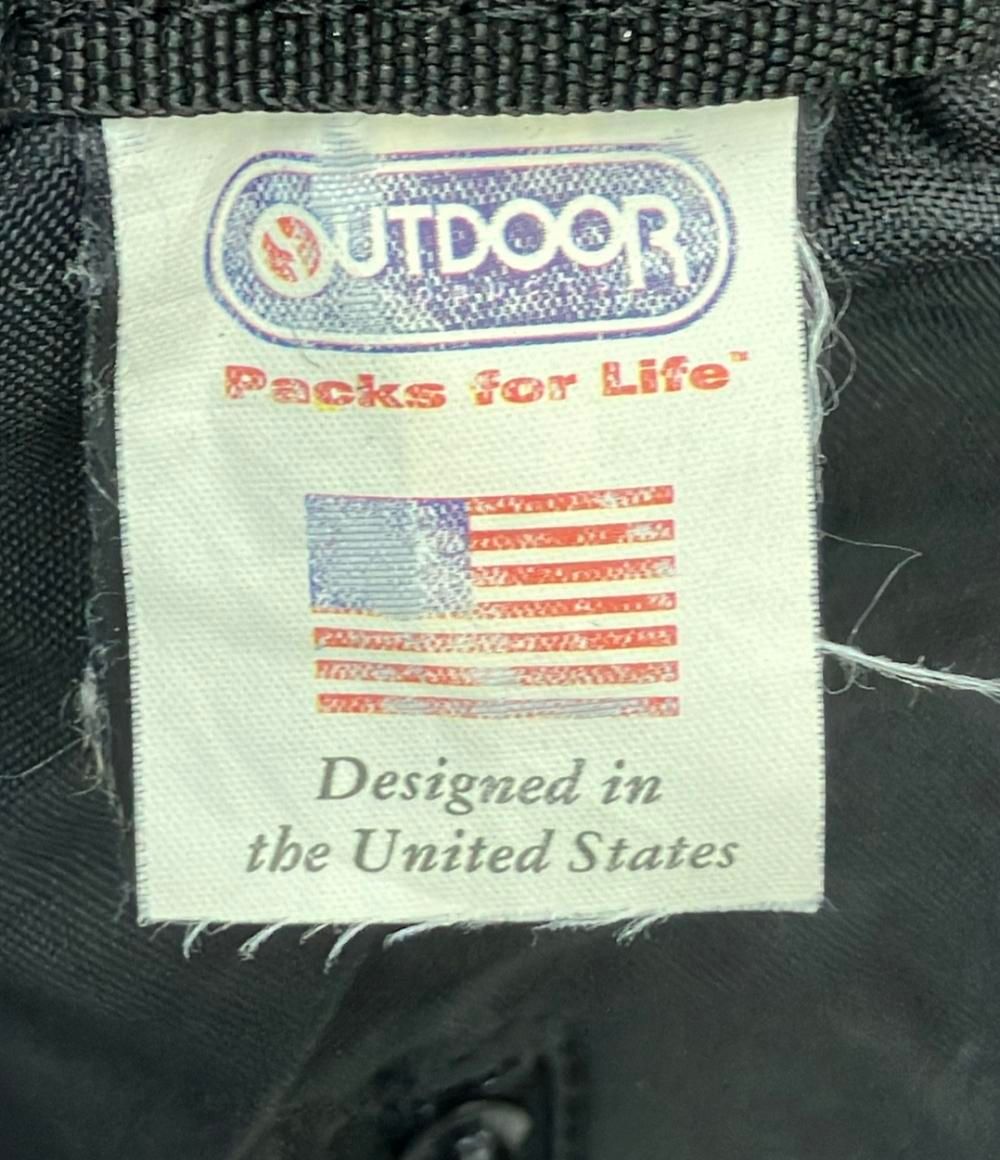 OUTDOOR
Packs for Life™
Designed in
the United States